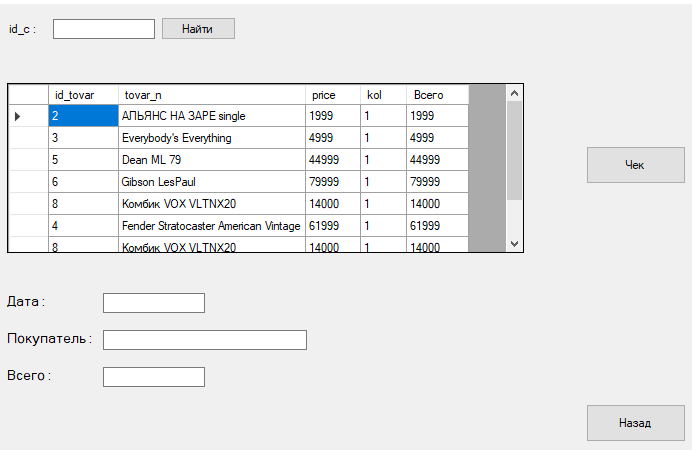 id_c : Найти
id_tovar tovar_n price kol Всего
2 АЛЬЯНС НА ЗАРЕ single 1999 1 1999
3 Everybody's Everything 4999 1 4999
5 Dean ML 79 44999 1 44999
6 Gibson LesPaul 79999 1 79999
8 Комбик VOX VLTNX20 14000 1 14000
4 Fender Stratocaster American Vintage 61999 1 61999
8 Комбик VOX VLTNX20 14000 1 14000
Чек
Дата :
Покупатель :
Всего :
Назад